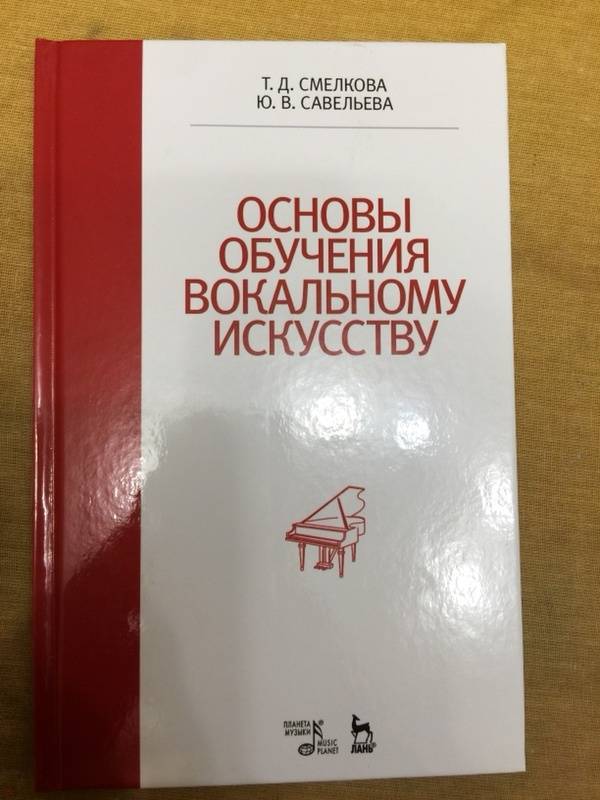 Т. Д. СМЕЛКОВА
Ю. В. САВЕЛЬЕВА
ОСНОВЫ
ОБУЧЕНИЯ
ВОКАЛЬНОМУ
ИСКУССТВУ
ПЛАНЕТА
МУЗЫКИ
MUSIC
PLANET
ЛАНЬ®